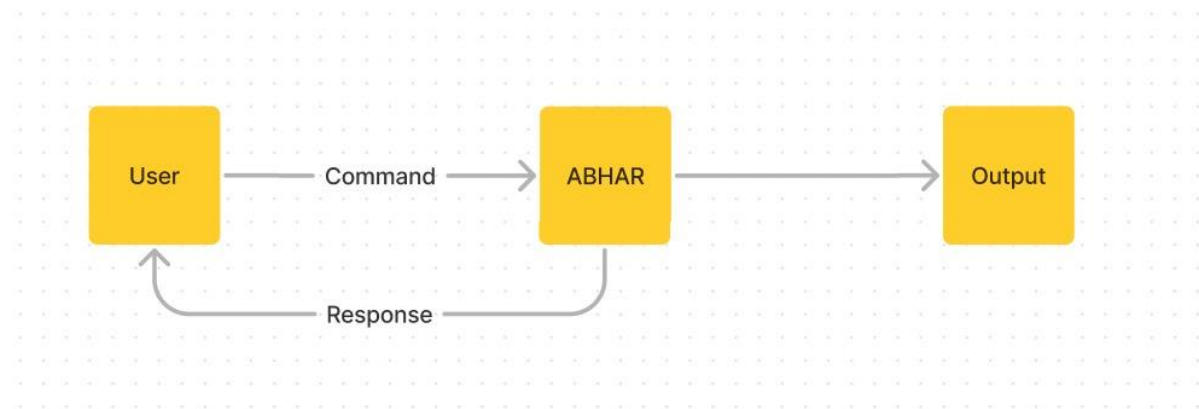 User
Command
ABHAR
Output
Response